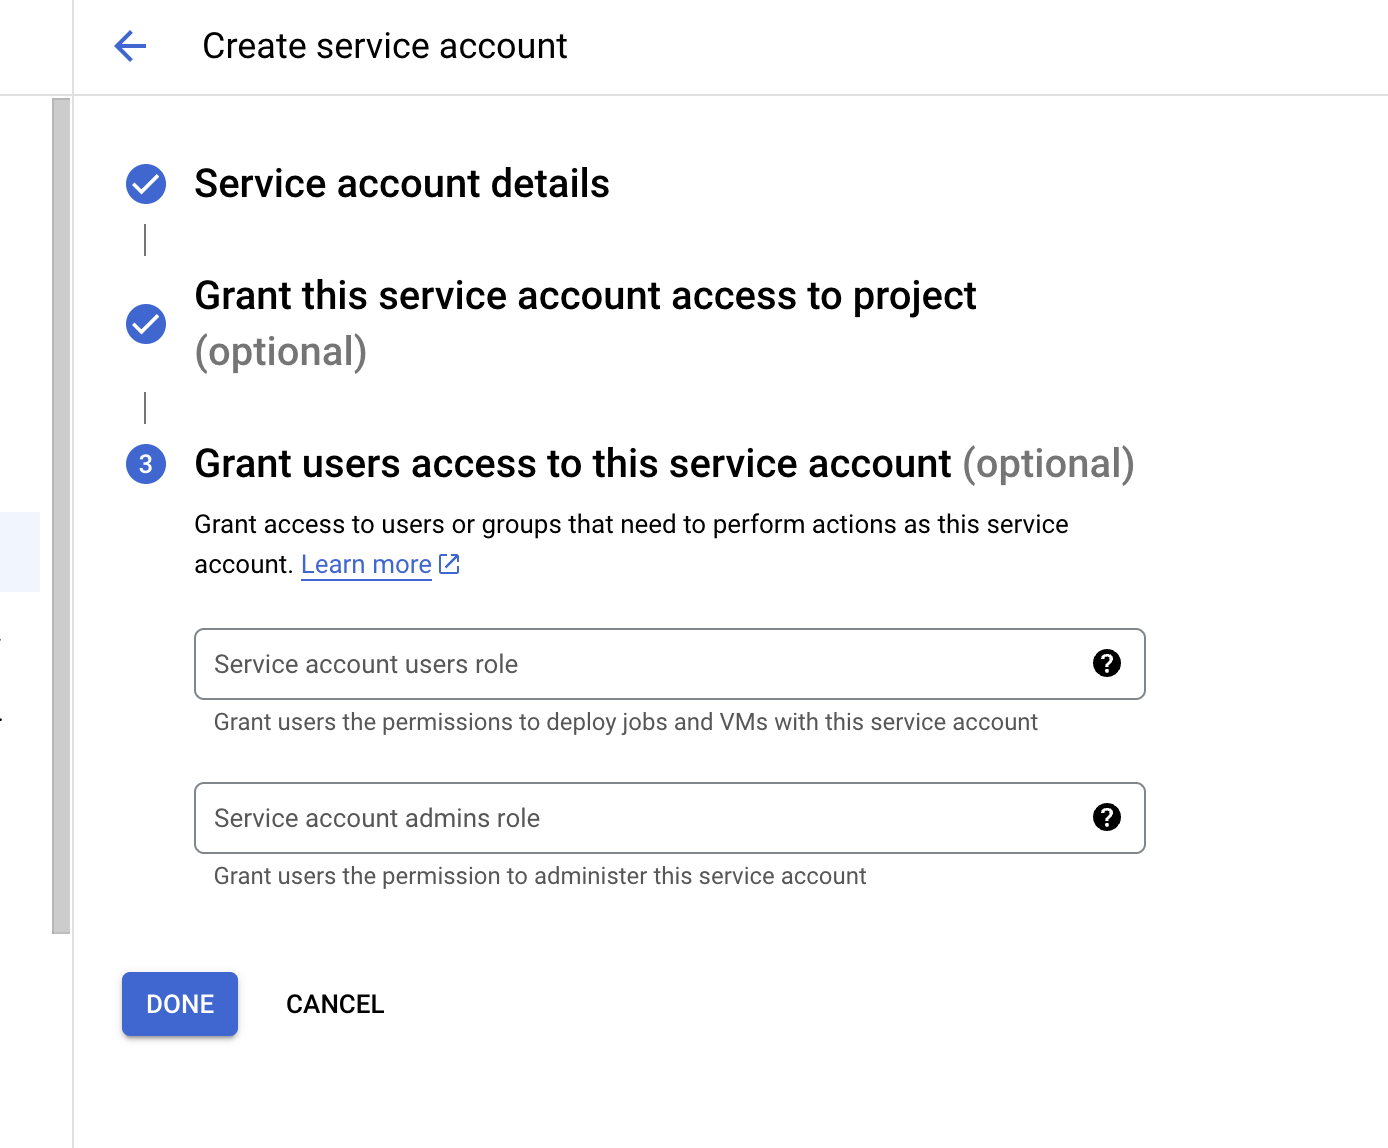 Create service account
Service account details
Grant this service account access to project
(optional)
3 Grant users access to this service account (optional)
Grant access to users or groups that need to perform actions as this service
account. Learn more
Service account users role
Grant users the permissions to deploy jobs and VMs with this service account
Service account admins role
Grant users the permission to administer this service account
DONE CANCEL